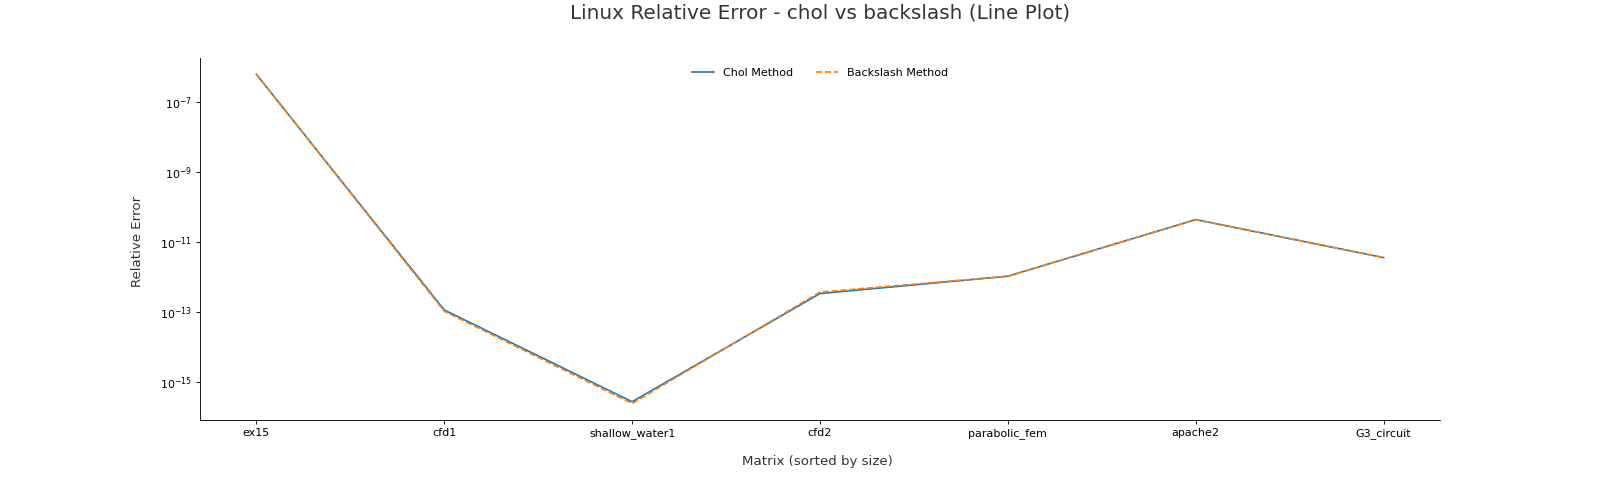 Linux Relative Error - chol vs backslash (Line Plot)
Chol Method
Backslash Method
10⁻⁷
10⁻⁹
10⁻¹¹
10⁻¹³
10⁻¹⁵
Relative Error
ex15
cfd1
shallow_water1
cfd2
parabolic_fem
apache2
G3_circuit
Matrix (sorted by size)